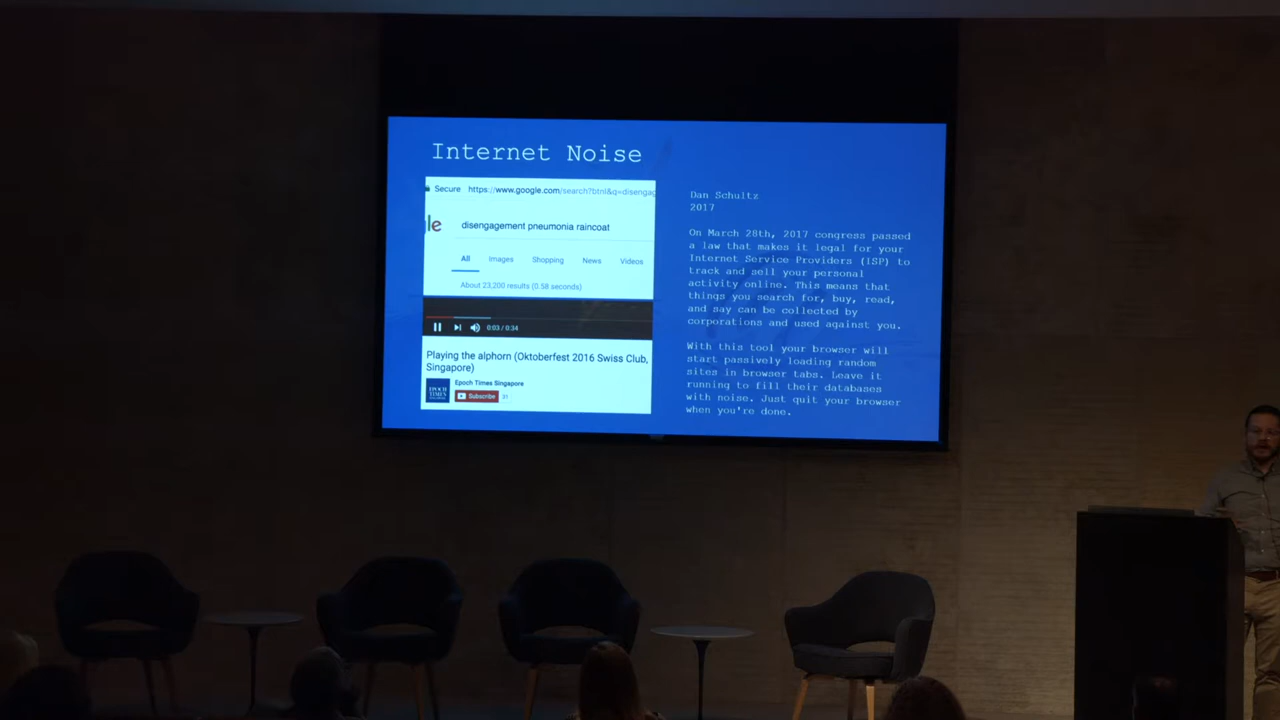 Internet Noise
Secure https://www.google.com/search?btnI&q=disengag
le
disengagement pneumonia raincoat
All Images Shopping News Videos
About 23,200 results (0.58 seconds)
0:03 / 0:34
Playing the alphorn (Oktoberfest 2016 Swiss Club,
Singapore)
Epoch Times Singapore
EPOCH
TIMES
Subscribe 31
Dan Schultz
2017
On March 28th, 2017 congress passed
a law that makes it legal for your
Internet Service Providers (ISP) to
track and sell your personal
activity online. This means that
things you search for, buy, read,
and say can be collected by
corporations and used against you.
With this tool your browser will
start passively loading random
sites in browser tabs. Leave it
running to fill their databases
with noise. Just quit your browser
when you're done.